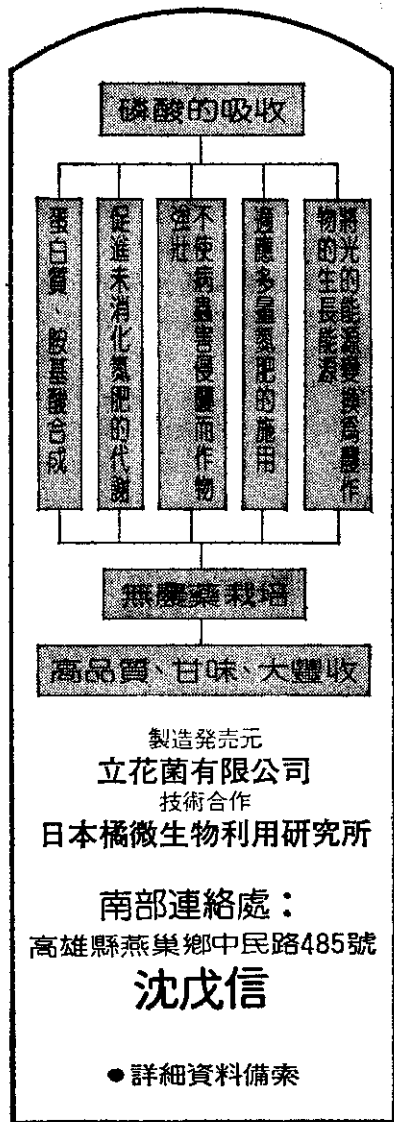 磷酸的吸收
將光的能源變換爲農作
物的生長能源
適應多量氮肥的施用
不使病蟲害侵襲而作物
強壯
促進未消化氮肥的代謝
蛋白質、胺基酸合成
無農藥栽培
高品質、甘味、大豐收
製造発売元
立花菌有限公司
技術合作
日本橘微生物利用研究所
南部連絡處：
高雄縣燕巢鄉中民路485號
沈戊信
●詳細資料備索